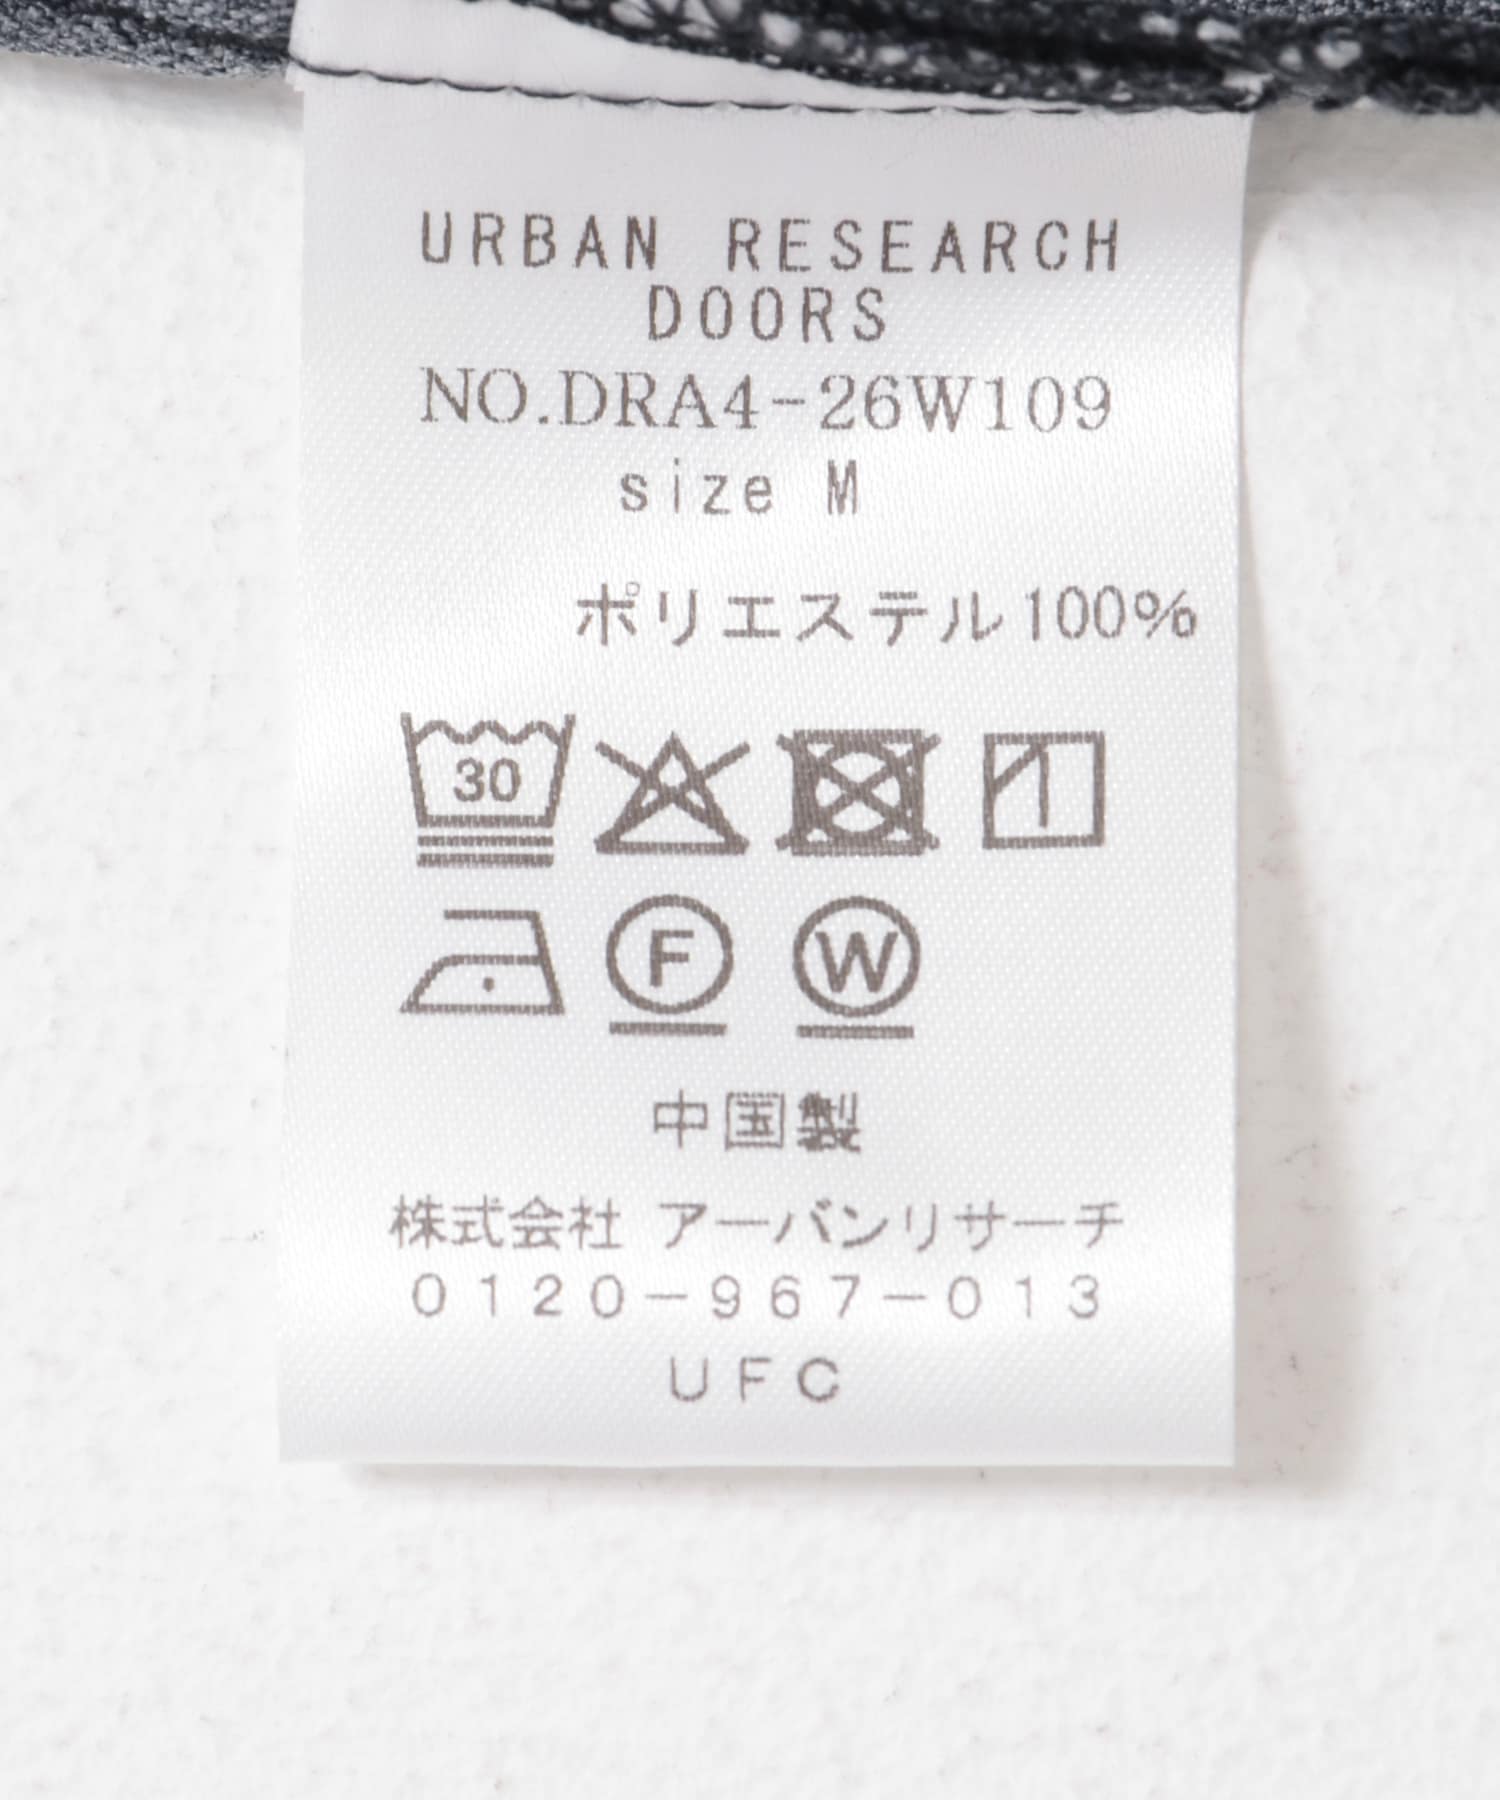 URBAN RESEARCH
DOORS
NO.DRA4-26W109
size M
ポリエステル100%
30
F W
中国製
株式会社 アーバンリサーチ
0120-967-013
UFC